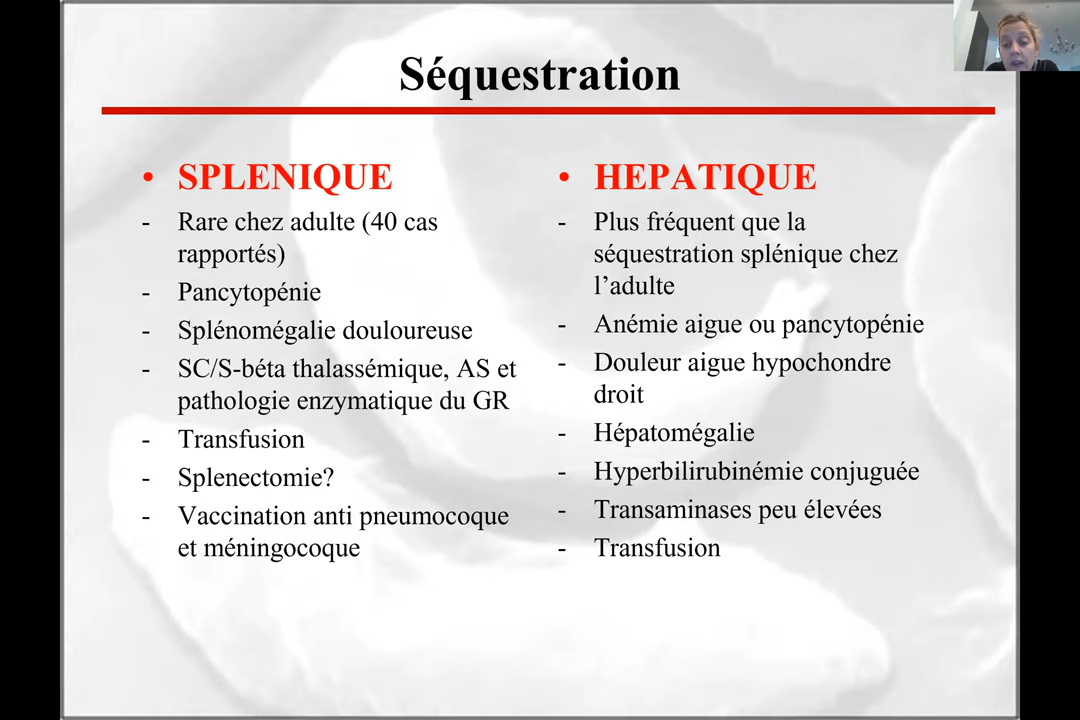 Séquestration
• SPLENIQUE
- Rare chez adulte (40 cas
rapportés)
- Pancytopénie
- Splénomégalie douloureuse
- SC/S-béta thalassémique, AS et
pathologie enzymatique du GR
- Transfusion
- Splenectomie?
- Vaccination anti pneumocoque
et méningocoque
• HEPATIQUE
- Plus fréquent que la
séquestration splénique chez
l’adulte
- Anémie aigue ou pancytopénie
- Douleur aigue hypochondre
droit
- Hépatomégalie
- Hyperbilirubinémie conjuguée
- Transaminases peu élevées
- Transfusion